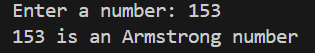 Enter a number: 153
153 is an Armstrong number